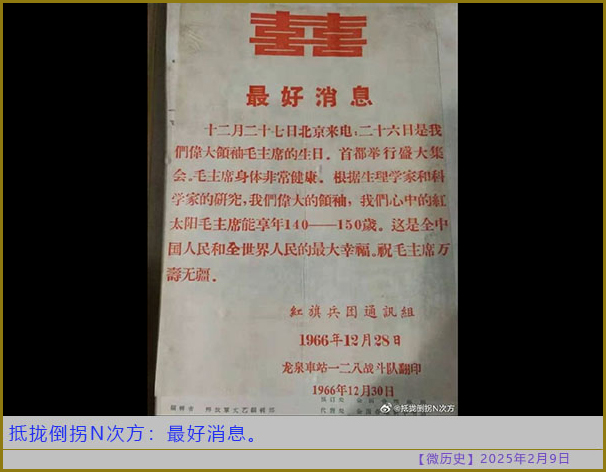 囍
最好消息
十二月二十七日北京来电：二十六日是我
們偉大領袖毛主席的生日。首都举行盛大集
会。毛主席身体非常健康。根据生理学家和科
学家的研究，我們偉大的領袖，我們心中的紅
太阳毛主席能享年140——150歲。这是全中
国人民和全世界人民的最大幸福。祝毛主席万
壽无疆．
紅旗兵团通訊組
1966年12月28日
龙泉車站一二八战斗队翻印
1966年12月30日
@抵拢倒拐N次方
抵拢倒拐N次方：最好消息。
【微历史】2025年2月9日